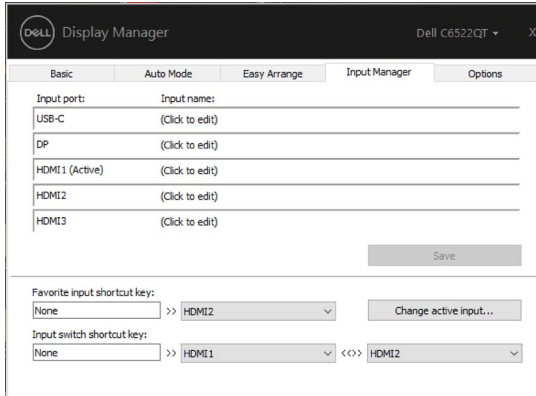 DELL Display Manager Dell C6522QT X
Basic Auto Mode Easy Arrange Input Manager Options
Input port: Input name:
USB-C (Click to edit)
DP (Click to edit)
HDMI1 (Active) (Click to edit)
HDMI2 (Click to edit)
HDMI3 (Click to edit)
Save
Favorite input shortcut key:
None >> HDMI2 Change active input...
Input switch shortcut key:
None >> HDMI1 <<>> HDMI2